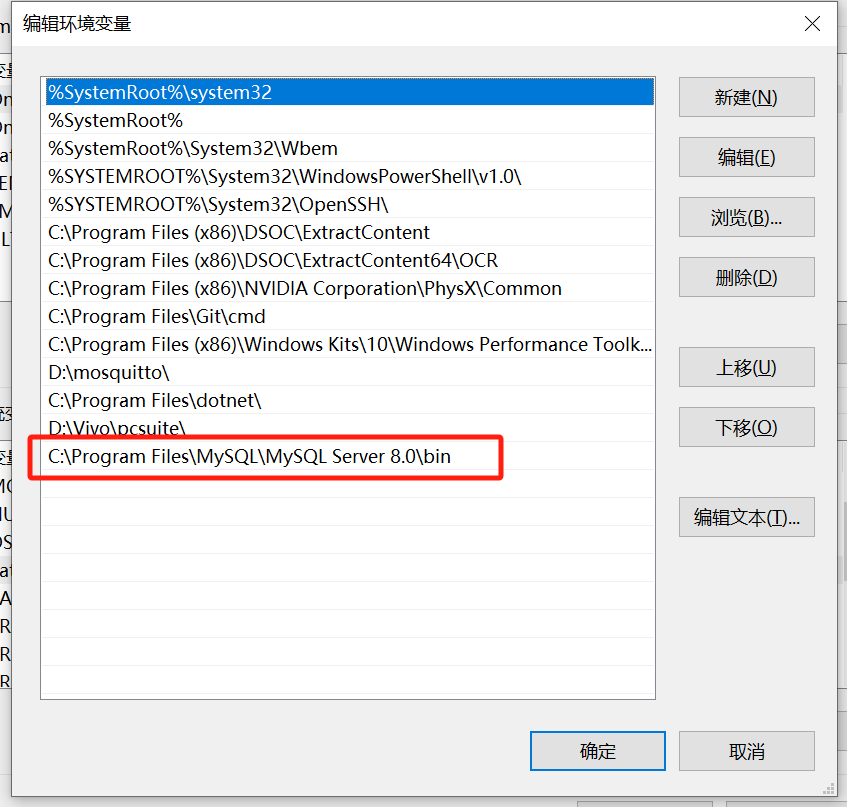 编辑环境变量
%SystemRoot%\system32
%SystemRoot%
%SystemRoot%\System32\Wbem
%SYSTEMROOT%\System32\WindowsPowerShell\v1.0\
%SYSTEMROOT%\System32\OpenSSH\
C:\Program Files (x86)\DSOC\ExtractContent
C:\Program Files (x86)\DSOC\ExtractContent64\OCR
C:\Program Files (x86)\NVIDIA Corporation\PhysX\Common
C:\Program Files\Git\cmd
C:\Program Files (x86)\Windows Kits\10\Windows Performance Toolk...
D:\mosquitto\
C:\Program Files\dotnet\
D:\Vivo\pcsuite\
C:\Program Files\MySQL\MySQL Server 8.0\bin
新建(N)
编辑(E)
浏览(B)...
删除(D)
上移(U)
下移(O)
编辑文本(T)...
确定
取消